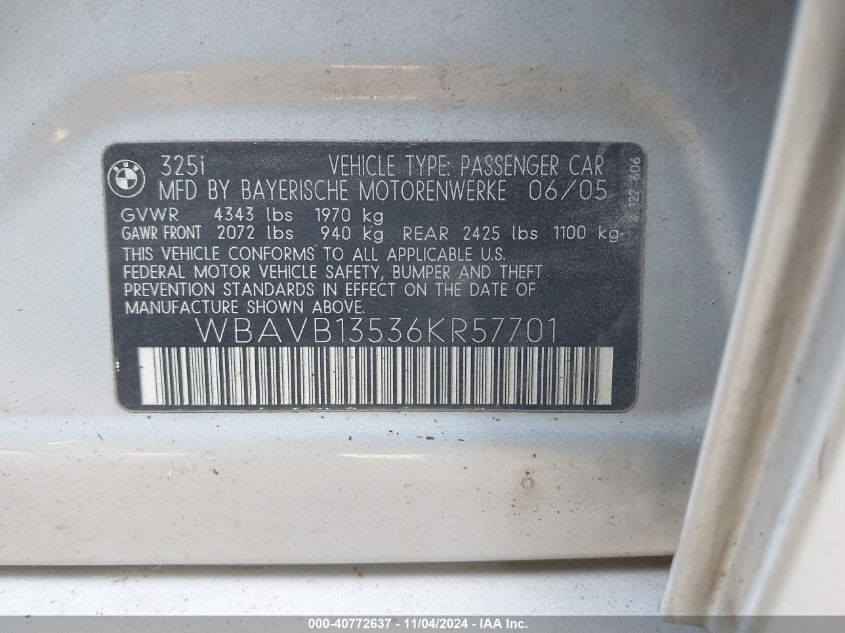 BMW 325i VEHICLE TYPE: PASSENGER CAR
MFD BY BAYERISCHE MOTORENWERKE 06/05
GVWR 4343 lbs 1970 kg
GAWR FRONT 2072 lbs 940 kg REAR 2425 lbs 1100 kg
THIS VEHICLE CONFORMS TO ALL APPLICABLE U.S.
FEDERAL MOTOR VEHICLE SAFETY, BUMPER AND THEFT
PREVENTION STANDARDS IN EFFECT ON THE DATE OF
MANUFACTURE SHOWN ABOVE.
WBAVB13536KR57701
000-40772637 - 11/04/2024 - IAA Inc.